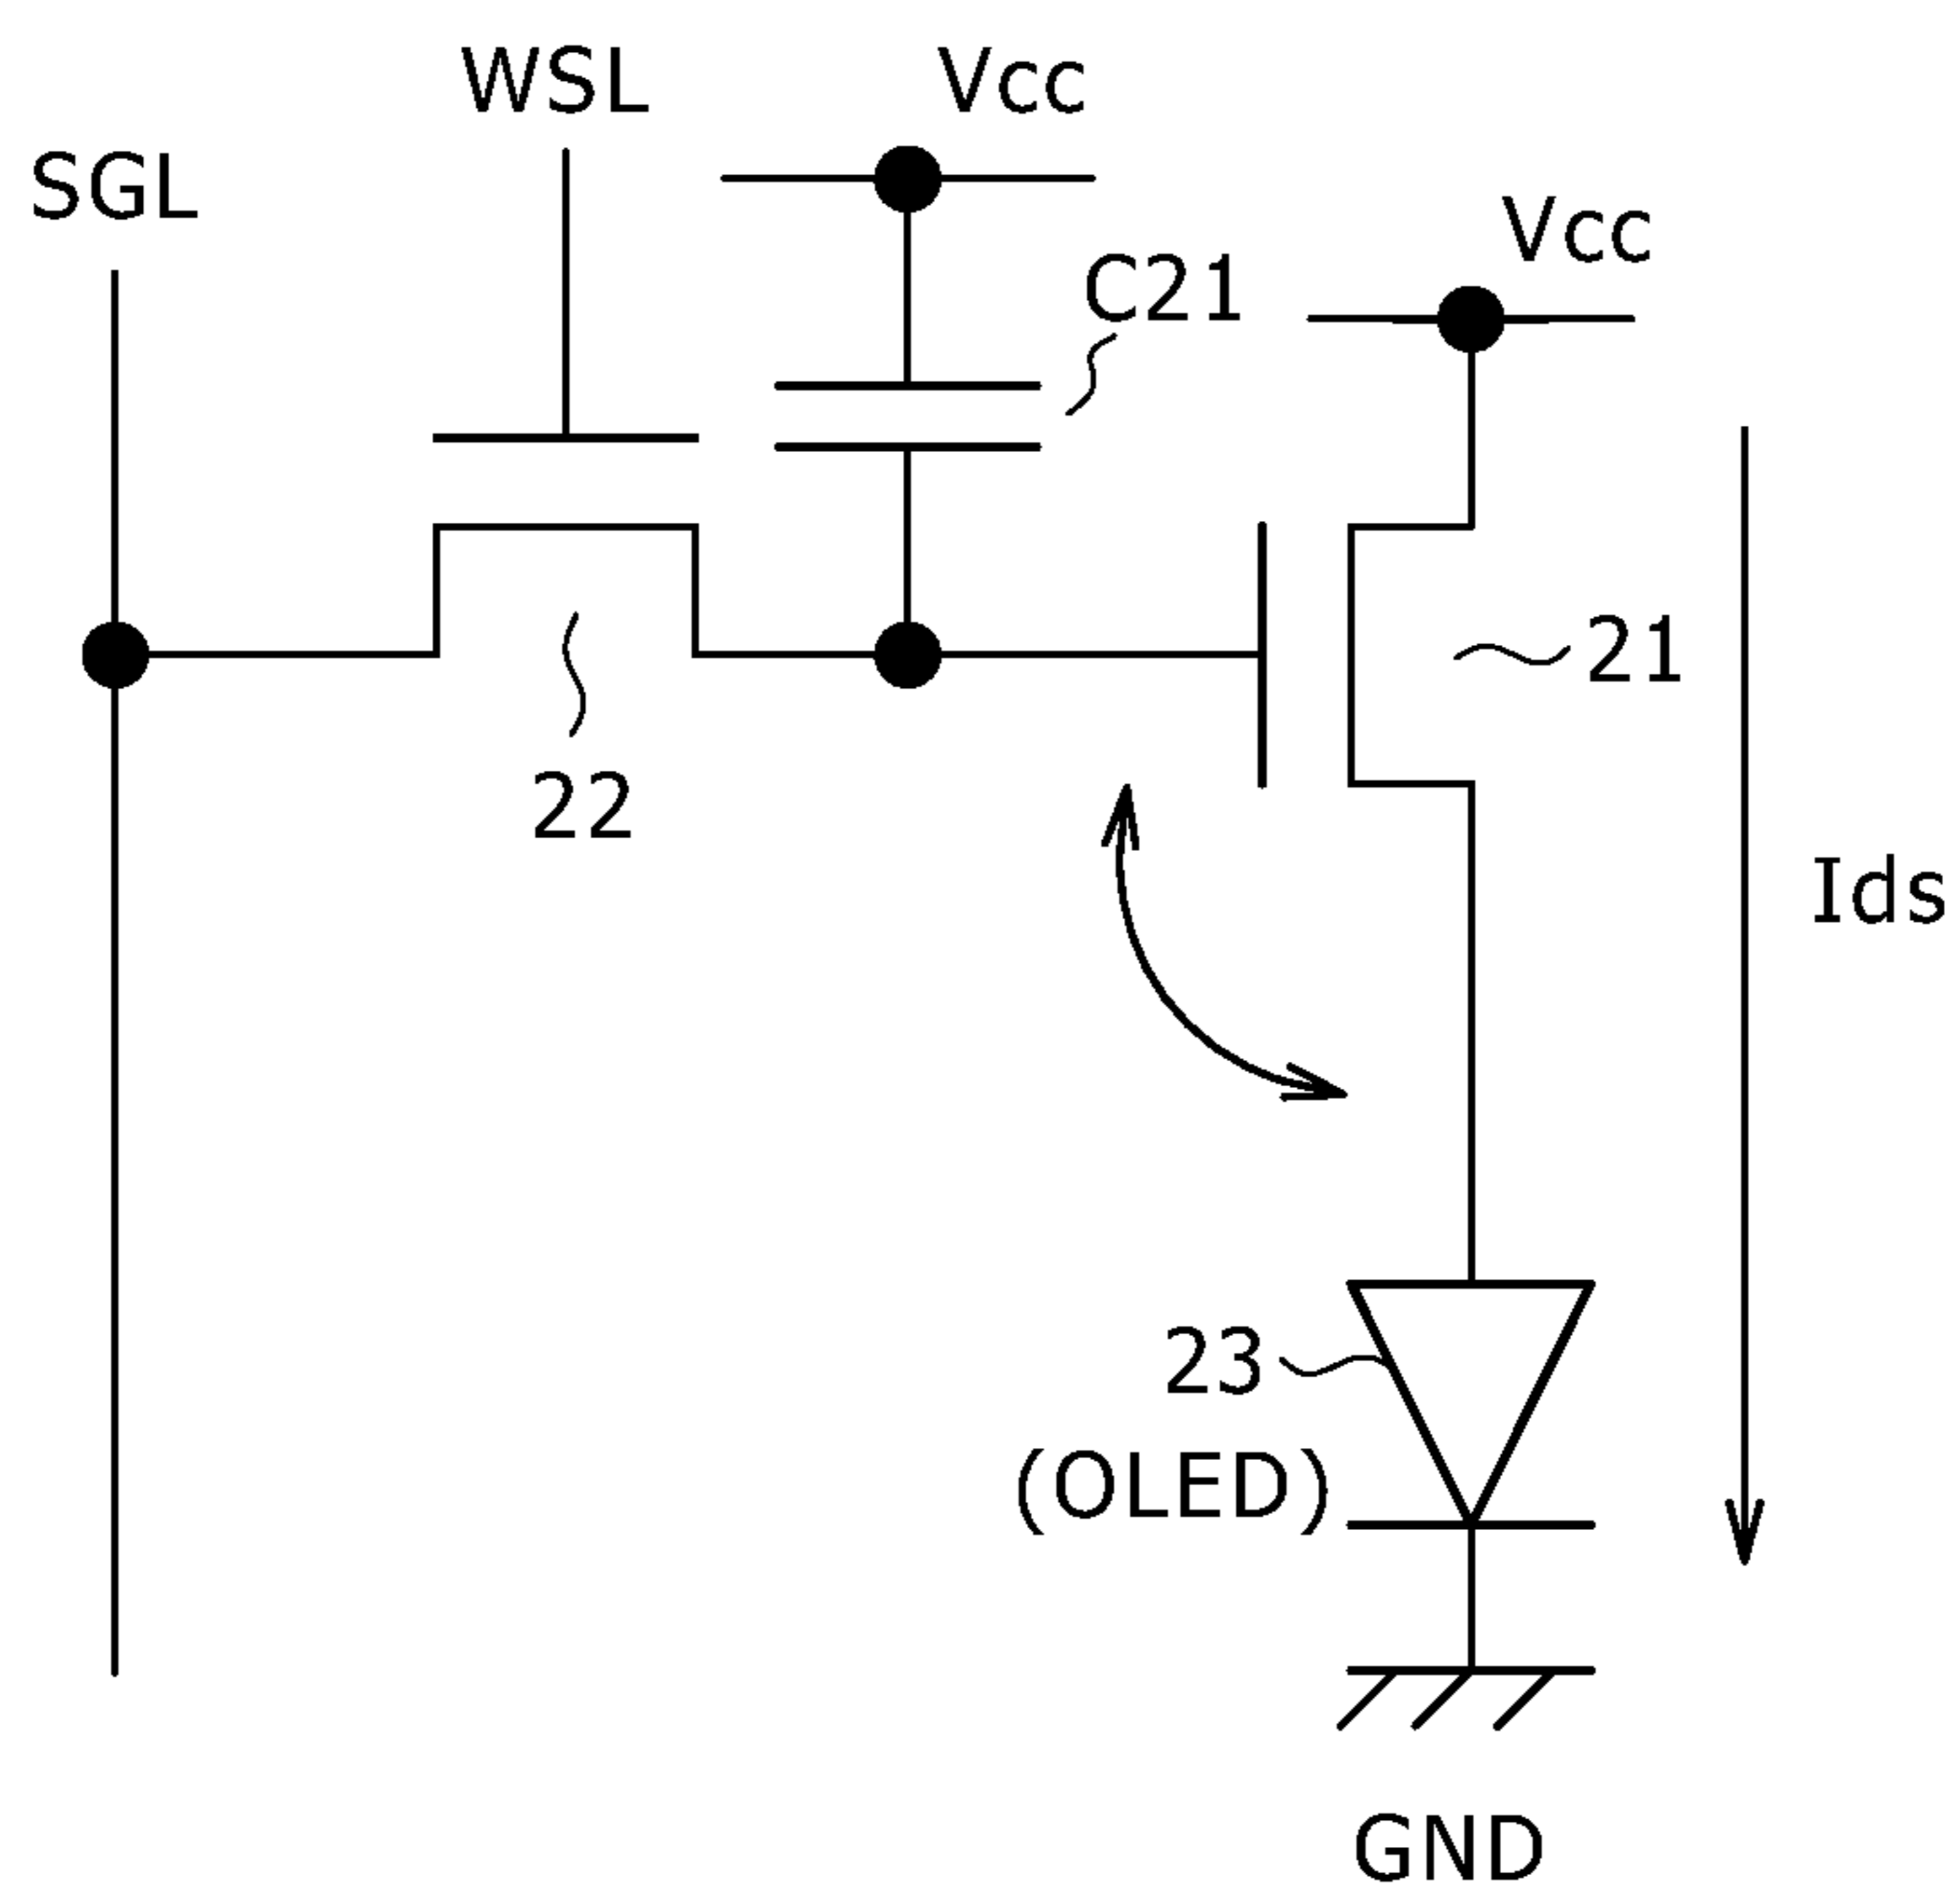 WSL
Vcc
SGL
Vcc
C21
21
22
Ids
23
(OLED)
GND